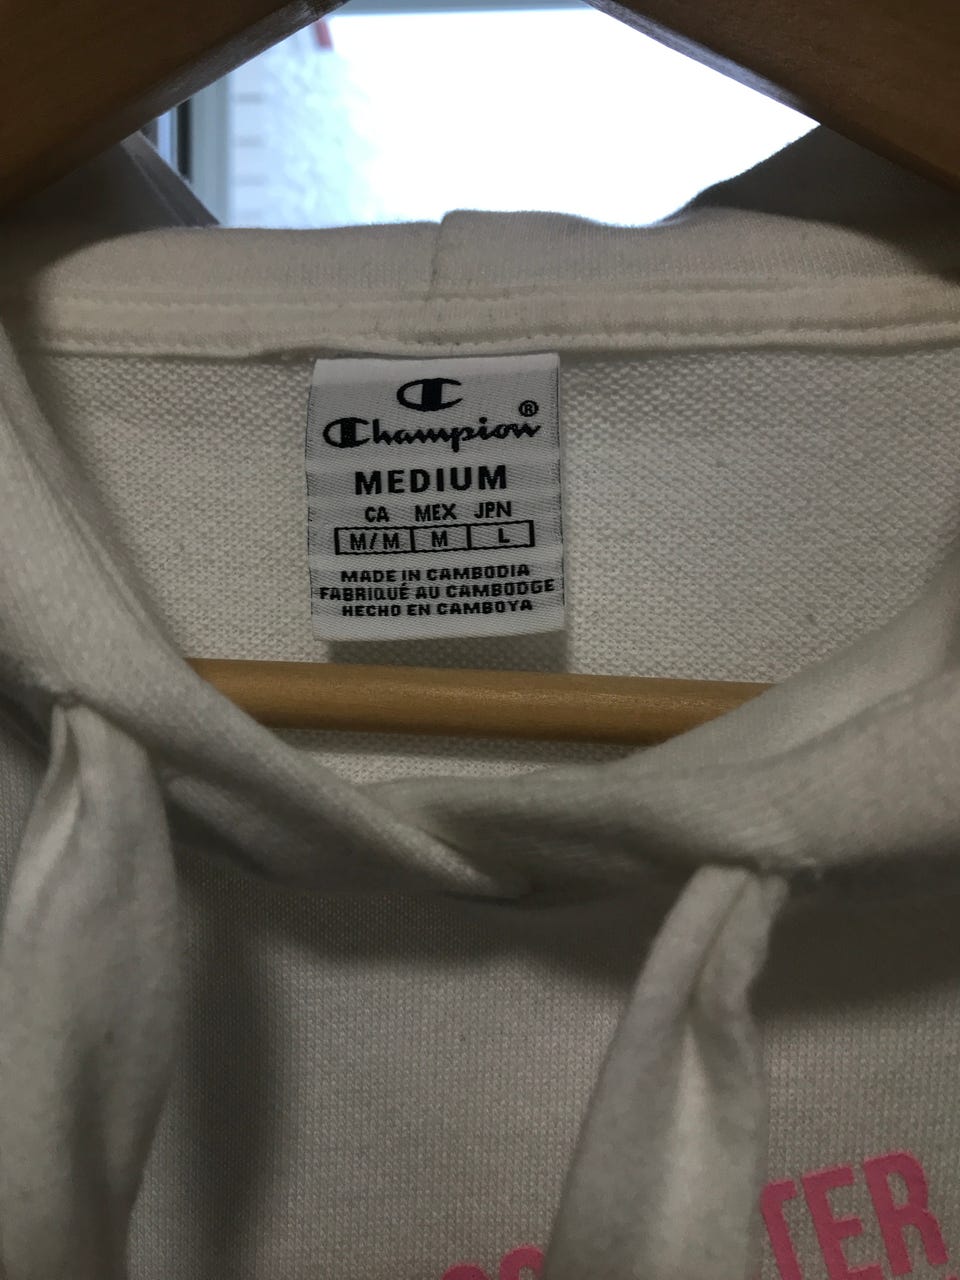 Champion®
MEDIUM
CA MEX JPN
M/M M L
MADE IN CAMBODIA
FABRIQUÉ AU CAMBODGE
HECHO EN CAMBOYA